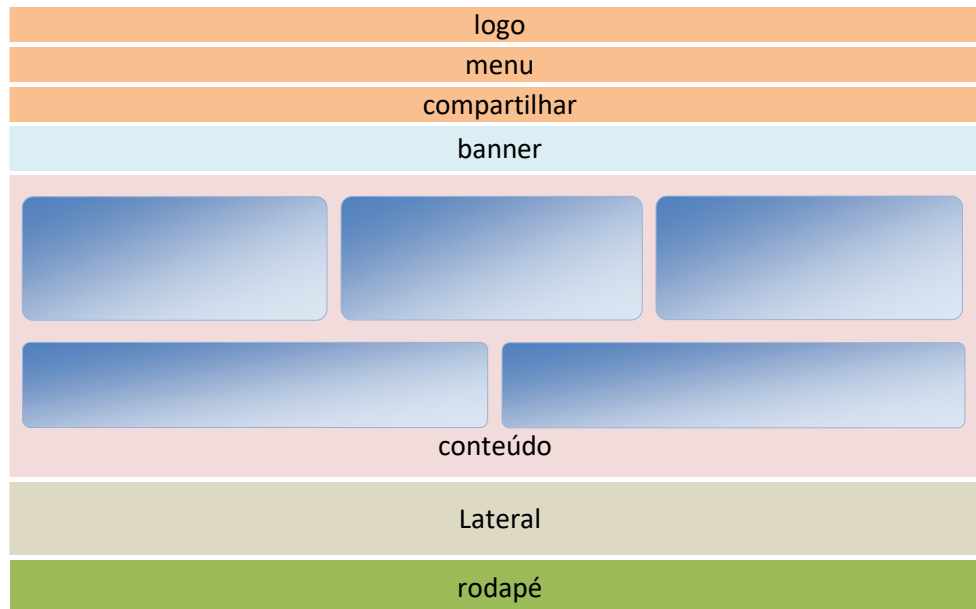 logo
menu
compartilhar
banner
conteúdo
Lateral
rodapé